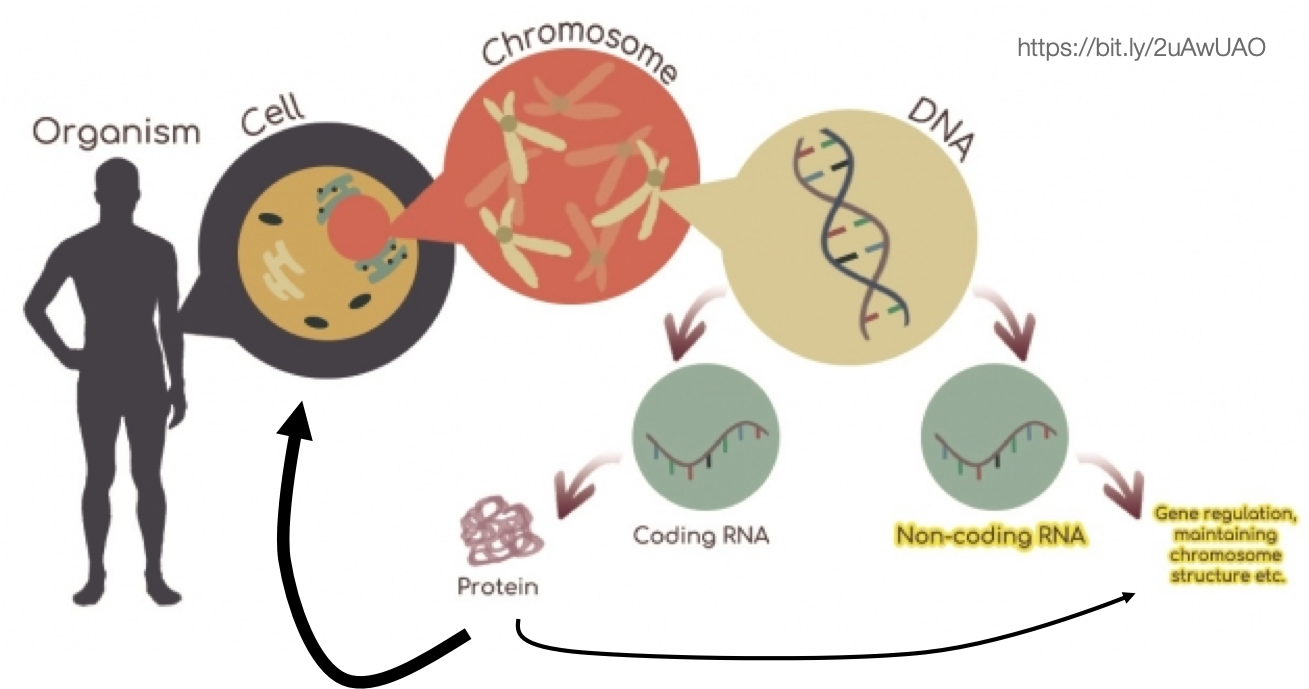 https://bit.ly/2uAwUAO
Chromosome
Organism
Cell
DNA
Coding RNA
Non-coding RNA
Gene regulation,
maintaining
chromosome
structure etc.
Protein